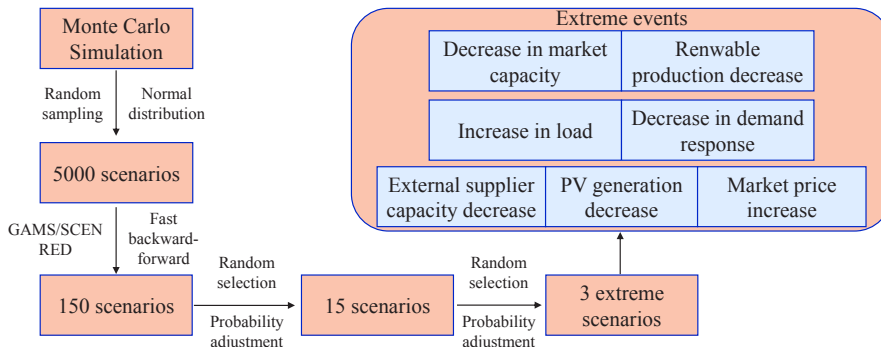 Monte Carlo
Simulation
Random
sampling
Normal
distribution
5000 scenarios
GAMS/SCEN
RED
Fast
backward-
forward
150 scenarios
Random
selection
Probability
adjustment
15 scenarios
Random
selection
Probability
adjustment
3 extreme
scenarios
Extreme events
Decrease in market
capacity
Renwable
production decrease
Increase in load
Decrease in demand
response
External supplier
capacity decrease
PV generation
decrease
Market price
increase